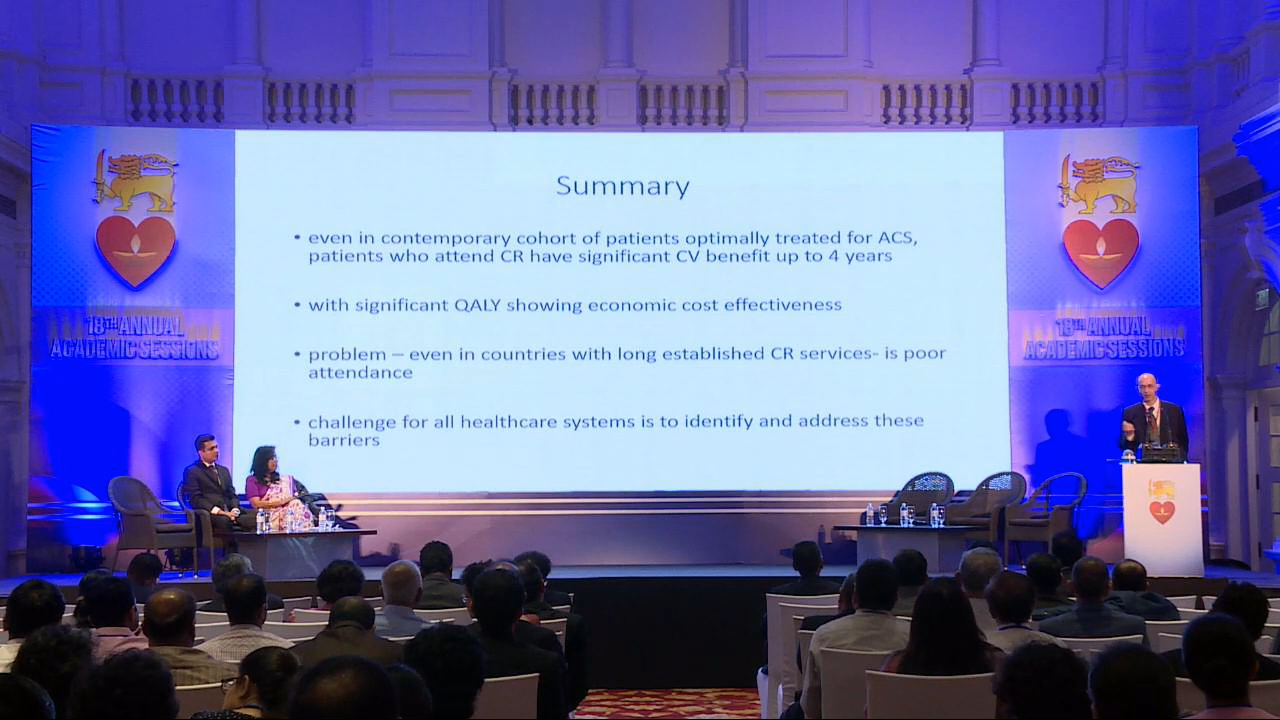 Summary
• even in contemporary cohort of patients optimally treated for ACS,
patients who attend CR have significant CV benefit up to 4 years
• with significant QALY showing economic cost effectiveness
• problem – even in countries with long established CR services- is poor
attendance
• challenge for all healthcare systems is to identify and address these
barriers
18TH ANNUAL
ACADEMIC SESSIONS
18TH ANNUAL
ACADEMIC SESSIONS